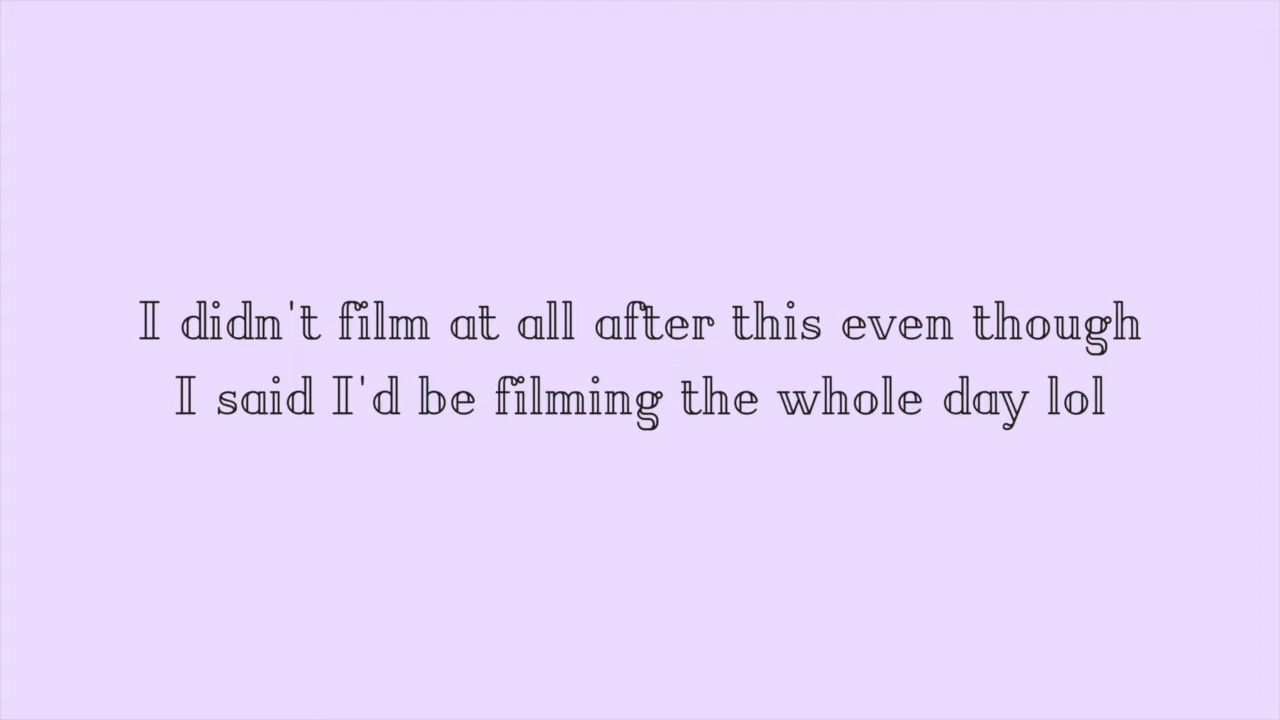 I didn't film at all after this even though
I said I'd be filming the whole day lol